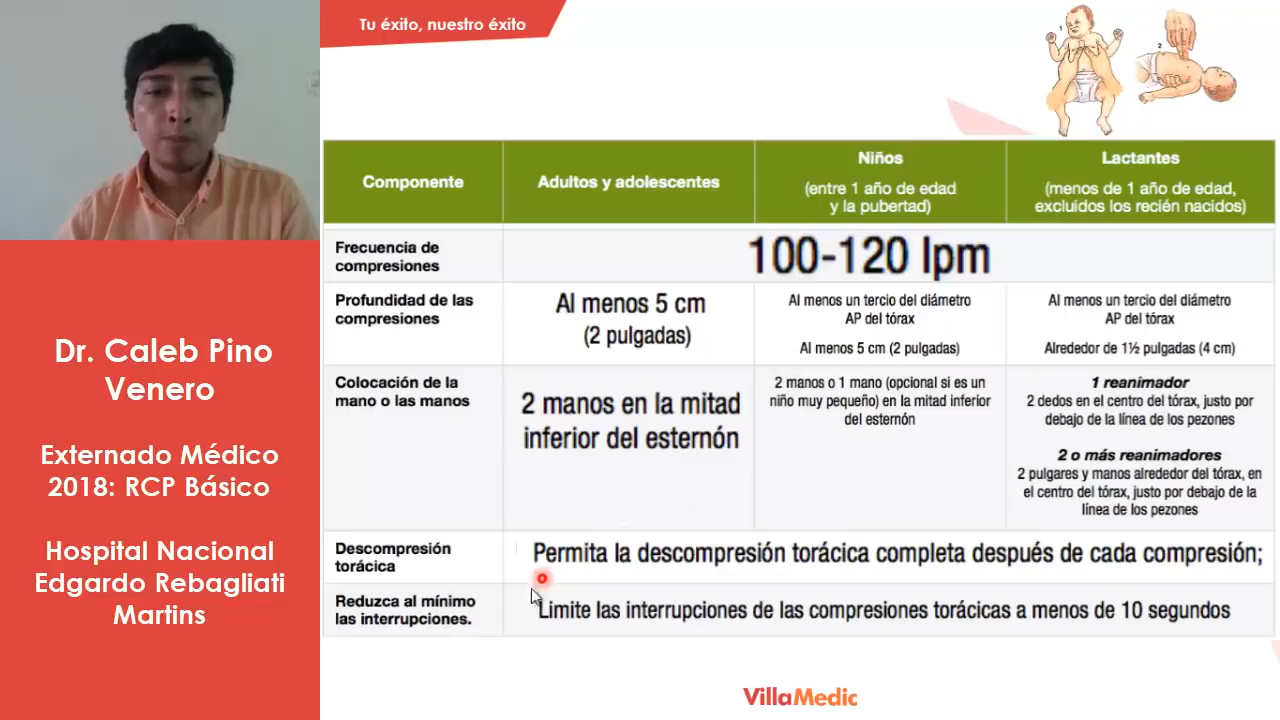 Tu éxito, nuestro éxito
1
2
Dr. Caleb Pino
Venero
Externado Médico
2018: RCP Básico
Hospital Nacional
Edgardo Rebagliati
Martins
Componente
Adultos y adolescentes
Niños
(entre 1 año de edad
y la pubertad)
Lactantes
(menos de 1 año de edad,
excluidos los recién nacidos)
Frecuencia de
compresiones
100-120 lpm
Profundidad de las
compresiones
Al menos 5 cm
(2 pulgadas)
Al menos un tercio del diámetro
AP del tórax
Al menos 5 cm (2 pulgadas)
Al menos un tercio del diámetro
AP del tórax
Alrededor de 1½ pulgadas (4 cm)
Colocación de la
mano o las manos
2 manos en la mitad
inferior del esternón
2 manos o 1 mano (opcional si es un
niño muy pequeño) en la mitad inferior
del esternón
1 reanimador
2 dedos en el centro del tórax, justo por
debajo de la línea de los pezones
2 o más reanimadores
2 pulgares y manos alrededor del tórax, en
el centro del tórax, justo por debajo de la
línea de los pezones
Descompresión
torácica
Permita la descompresión torácica completa después de cada compresión;
Reduzca al mínimo
las interrupciones.
Limite las interrupciones de las compresiones torácicas a menos de 10 segundos
VillaMedic